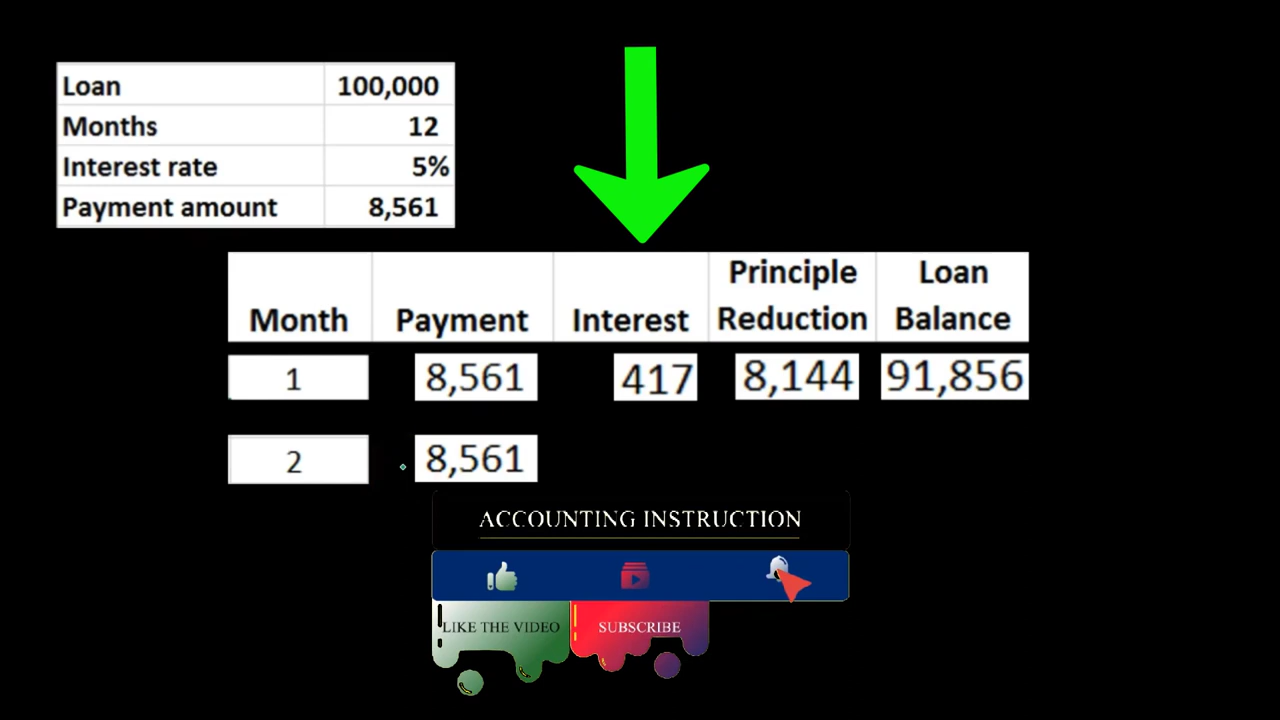 Loan 100,000
Months 12
Interest rate 5%
Payment amount 8,561
Month Payment Interest Principle Reduction Loan Balance
1 8,561 417 8,144 91,856
2 8,561
ACCOUNTING INSTRUCTION
LIKE THE VIDEO SUBSCRIBE